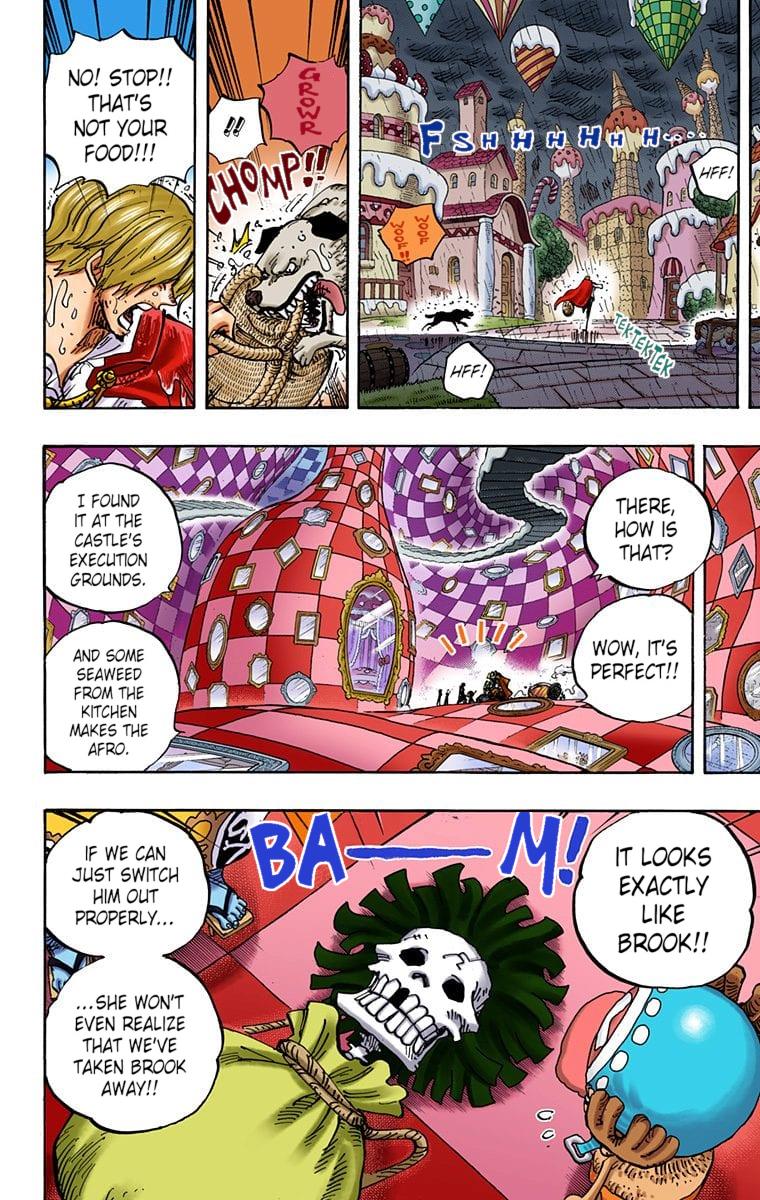 FSHHHHHH
HFF!
WOOF
WOOF!!
HFF!
TEKTEKTEK
GROWR
!!
CHOMP!!
NO! STOP!!
THAT'S
NOT YOUR
FOOD!!!
THERE,
HOW IS
THAT?
WOW, IT'S
PERFECT!!
I FOUND
IT AT THE
CASTLE'S
EXECUTION
GROUNDS.
AND SOME
SEAWEED
FROM THE
KITCHEN
MAKES THE
AFRO.
BA——M!
IT LOOKS
EXACTLY
LIKE
BROOK!!
IF WE CAN
JUST SWITCH
HIM OUT
PROPERLY...
...SHE WON'T
EVEN REALIZE
THAT WE'VE
TAKEN BROOK
AWAY!!